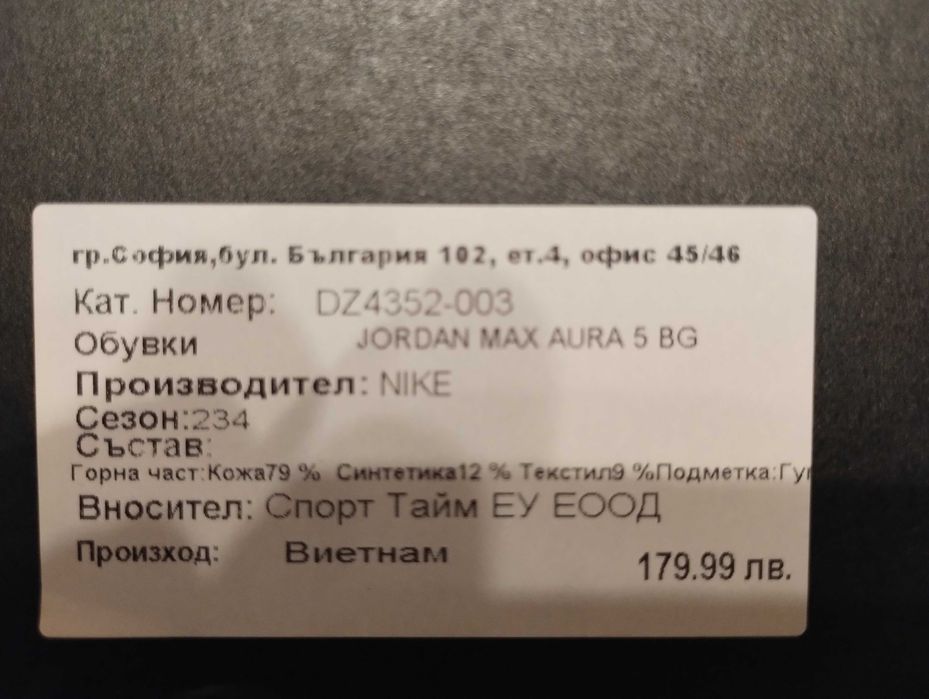 гр.София,бул. България 102, ет.4, офис 45/46
Кат. Номер: DZ4352-003
Обувки JORDAN MAX AURA 5 BG
Производител: NIKE
Сезон:234
Състав:
Горна част:Кожа79 % Синтетика12 % Текстил9 %Подметка:Гу
Вносител: Спорт Тайм ЕУ ЕООД
Произход: Виетнам
179.99 лв.